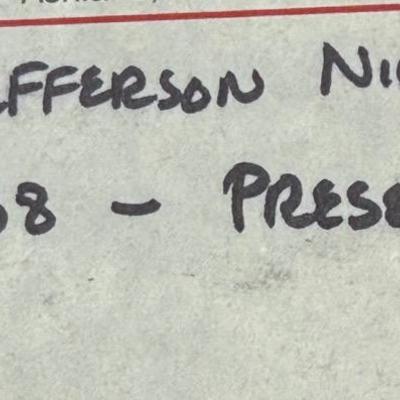 EFFERSON NI
08 - PRESE